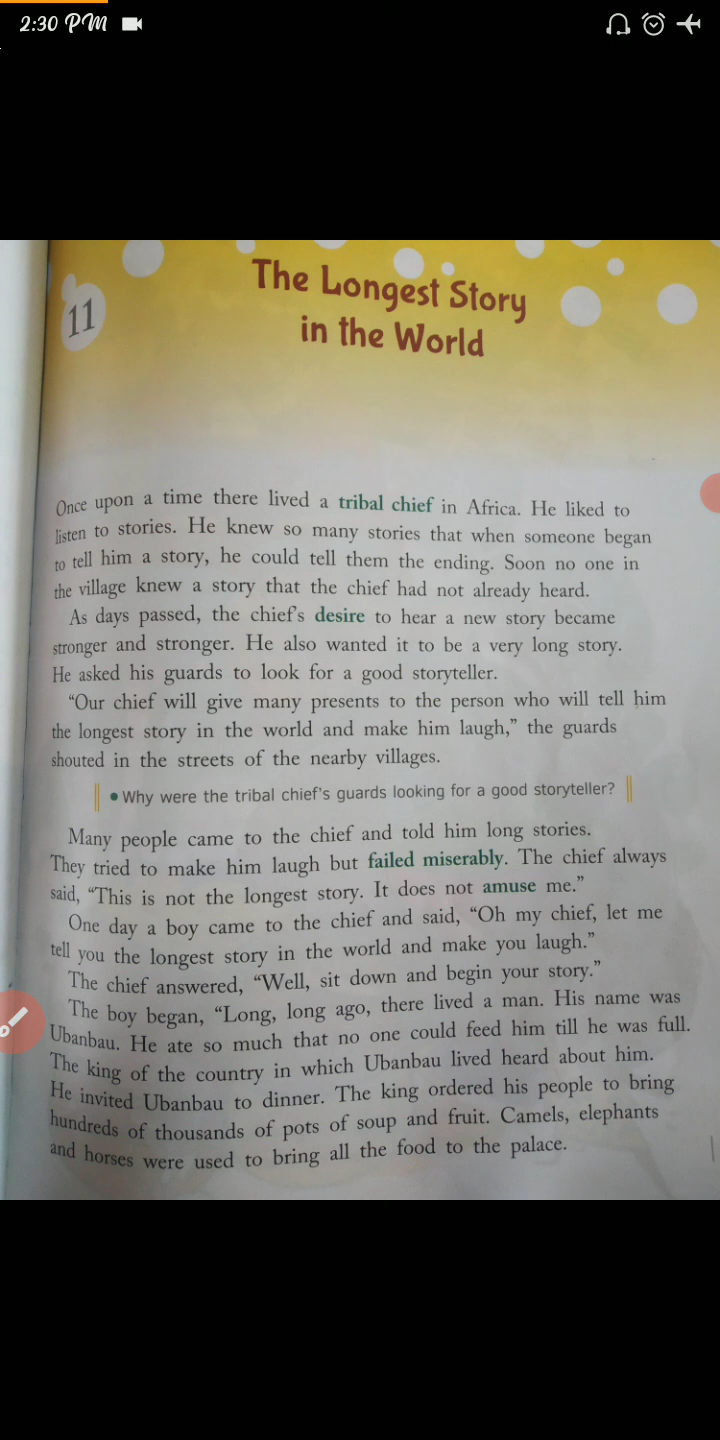 2:30 PM
11
The Longest Story
in the World
Once upon a time there lived a tribal chief in Africa. He liked to
listen to stories. He knew so many stories that when someone began
to tell him a story, he could tell them the ending. Soon no one in
the village knew a story that the chief had not already heard.
As days passed, the chief's desire to hear a new story became
stronger and stronger. He also wanted it to be a very long story.
He asked his guards to look for a good storyteller.
“Our chief will give many presents to the person who will tell him
the longest story in the world and make him laugh,” the guards
shouted in the streets of the nearby villages.
• Why were the tribal chief's guards looking for a good storyteller?
Many people came to the chief and told him long stories.
They tried to make him laugh but failed miserably. The chief always
said, “This is not the longest story. It does not amuse me.”
One day a boy came to the chief and said, “Oh my chief, let me
tell you the longest story in the world and make you laugh.”
The chief answered, “Well, sit down and begin your story.”
The boy began, “Long, long ago, there lived a man. His name was
Ubanbau. He ate so much that no one could feed him till he was full.
The king of the country in which Ubanbau lived heard about him.
He invited Ubanbau to dinner. The king ordered his people to bring
hundreds of thousands of pots of soup and fruit. Camels, elephants
and horses were used to bring all the food to the palace.